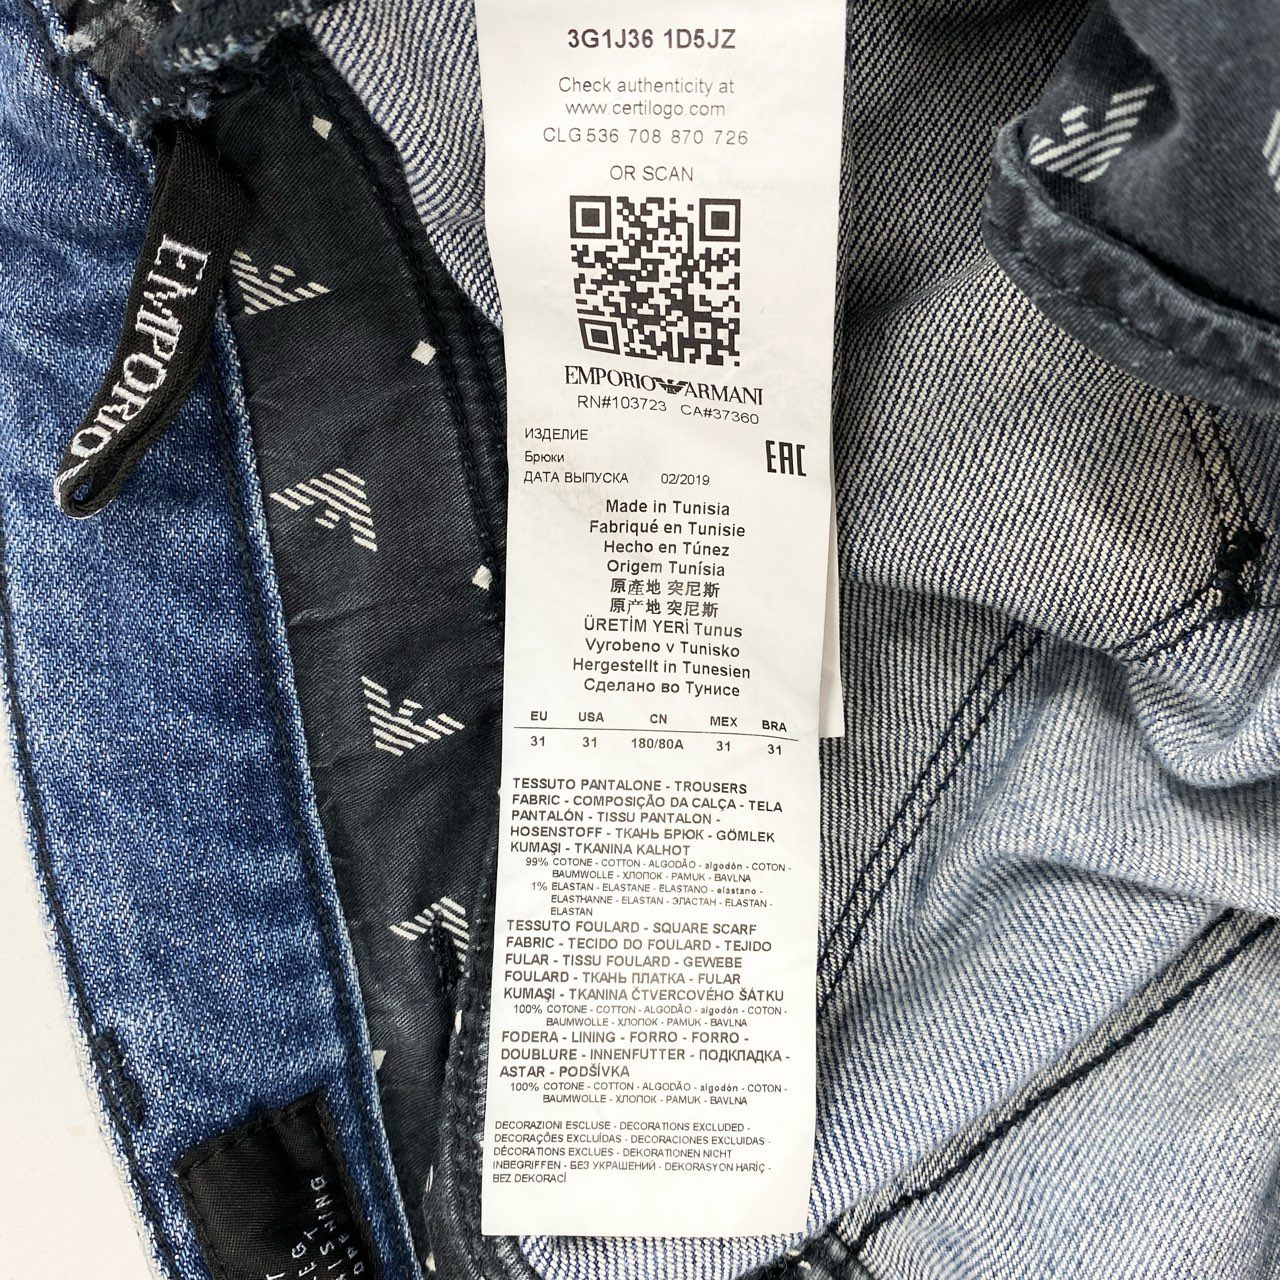 3G1J36 1D5JZ
Check authenticity at
www.certilogo.com
CLG 536 708 870 726
OR SCAN
EMPORIO ARMANI
RN#103723 CA#37360
ИЗДЕЛИЕ
Брюки
EAC
ДАТА ВЫПУСКА 02/2019
Made in Tunisia
Fabriqué en Tunisie
Hecho en Túnez
Origem Tunísia
原產地 突尼斯
原产地 突尼斯
ÜRETİM YERİ Tunus
Vyrobeno v Tunisko
Hergestellt in Tunesien
Сделано во Тунисе
EU USA CN MEX BRA
31 31 180/80A 31 31
TESSUTO PANTALONE - TROUSERS
FABRIC - COMPOSIÇÃO DA CALÇA - TELA
PANTALÓN - TISSU PANTALON -
HOSENSTOFF - ТКАНЬ БРЮК - GÖMLEK
KUMAŞI - TKANINA KALHOT
99% COTONE - COTTON - ALGODÃO - algodón - COTON -
BAUMWOLLE - ХЛОПОК - PAMUK - BAVLNA
1% ELASTAN - ELASTANE - ELASTANO - elastano -
ELASTHANNE - ELASTAN - ЭЛАСТАН - ELASTAN -
ELASTAN
TESSUTO FOULARD - SQUARE SCARF
FABRIC - TECIDO DO FOULARD - TEJIDO
FULAR - TISSU FOULARD - GEWEBE
FOULARD - ТКАНЬ ПЛАТКА - FULAR
KUMAŞI - TKANINA ČTVERCOVÉHO ŠÁTKU
100% COTONE - COTTON - ALGODÃO - algodón - COTON -
BAUMWOLLE - ХЛОПОК - PAMUK - BAVLNA
FODERA - LINING - FORRO - FORRO -
DOUBLURE - INNENFUTTER - ПОДКЛАДКА -
ASTAR - PODŠÍVKA
100% COTONE - COTTON - ALGODÃO - algodón - COTON -
BAUMWOLLE - ХЛОПОК - PAMUK - BAVLNA
DECORAZIONI ESCLUSE - DECORATIONS EXCLUDED -
DECORAÇÕES EXCLUÍDAS - DECORACIONES EXCLUIDAS -
DÉCORATIONS EXCLUES - DEKORATIONEN NICHT
INBEGRIFFEN - БЕЗ УКРАШЕНИЙ - DEKORASYON HARİÇ -
BEZ DEKORACÍ
EMPORIO